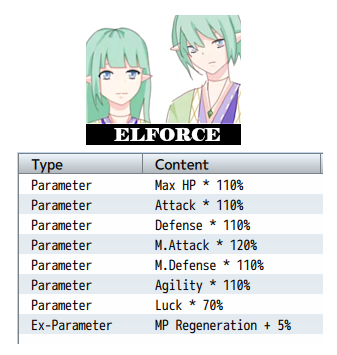 ELFORCE
Type Content
Parameter Max HP * 110%
Parameter Attack * 110%
Parameter Defense * 110%
Parameter M.Attack * 120%
Parameter M.Defense * 110%
Parameter Agility * 110%
Parameter Luck * 70%
Ex-Parameter MP Regeneration + 5%